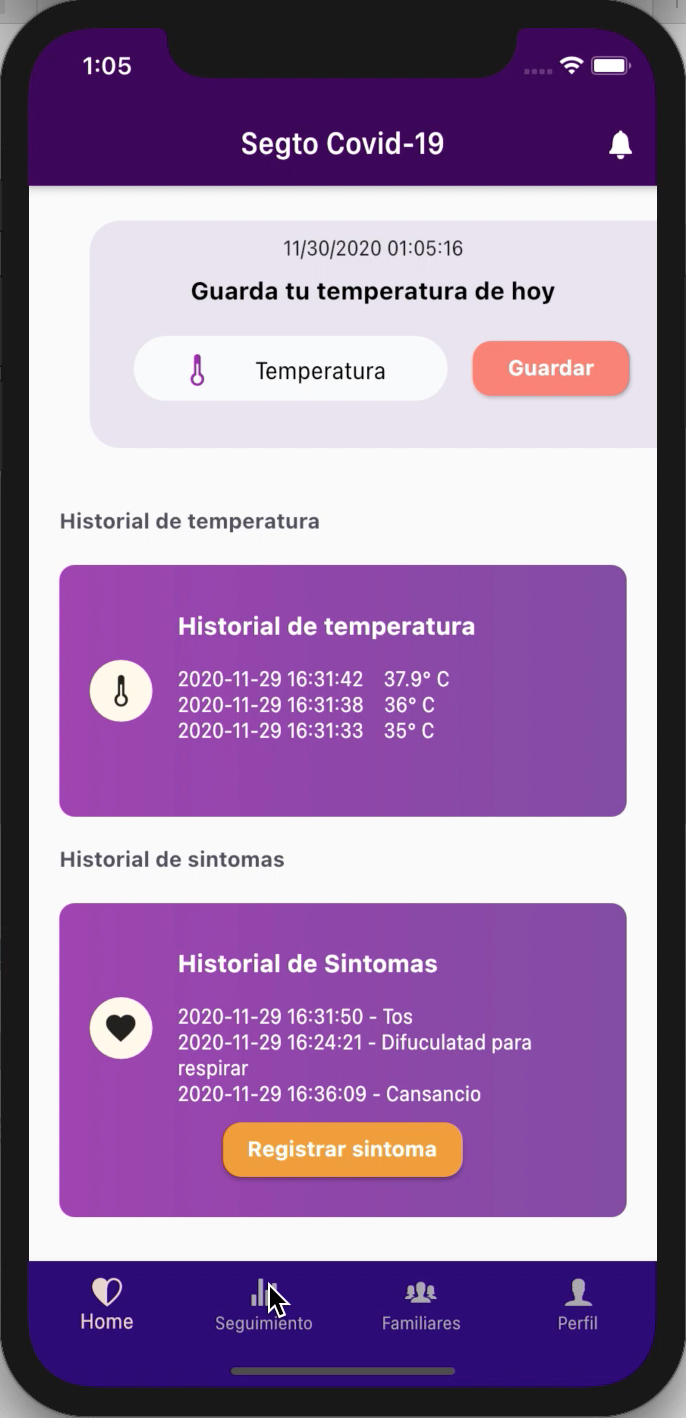 1:05
Segto Covid-19
11/30/2020 01:05:16
Guarda tu temperatura de hoy
Temperatura
Guardar
Historial de temperatura
Historial de temperatura
2020-11-29 16:31:42 37.9° C
2020-11-29 16:31:38 36° C
2020-11-29 16:31:33 35° C
Historial de sintomas
Historial de Sintomas
2020-11-29 16:31:50 - Tos
2020-11-29 16:24:21 - Difuculatad para
respirar
2020-11-29 16:36:09 - Cansancio
Registrar sintoma
Home
Seguimiento
Familiares
Perfil